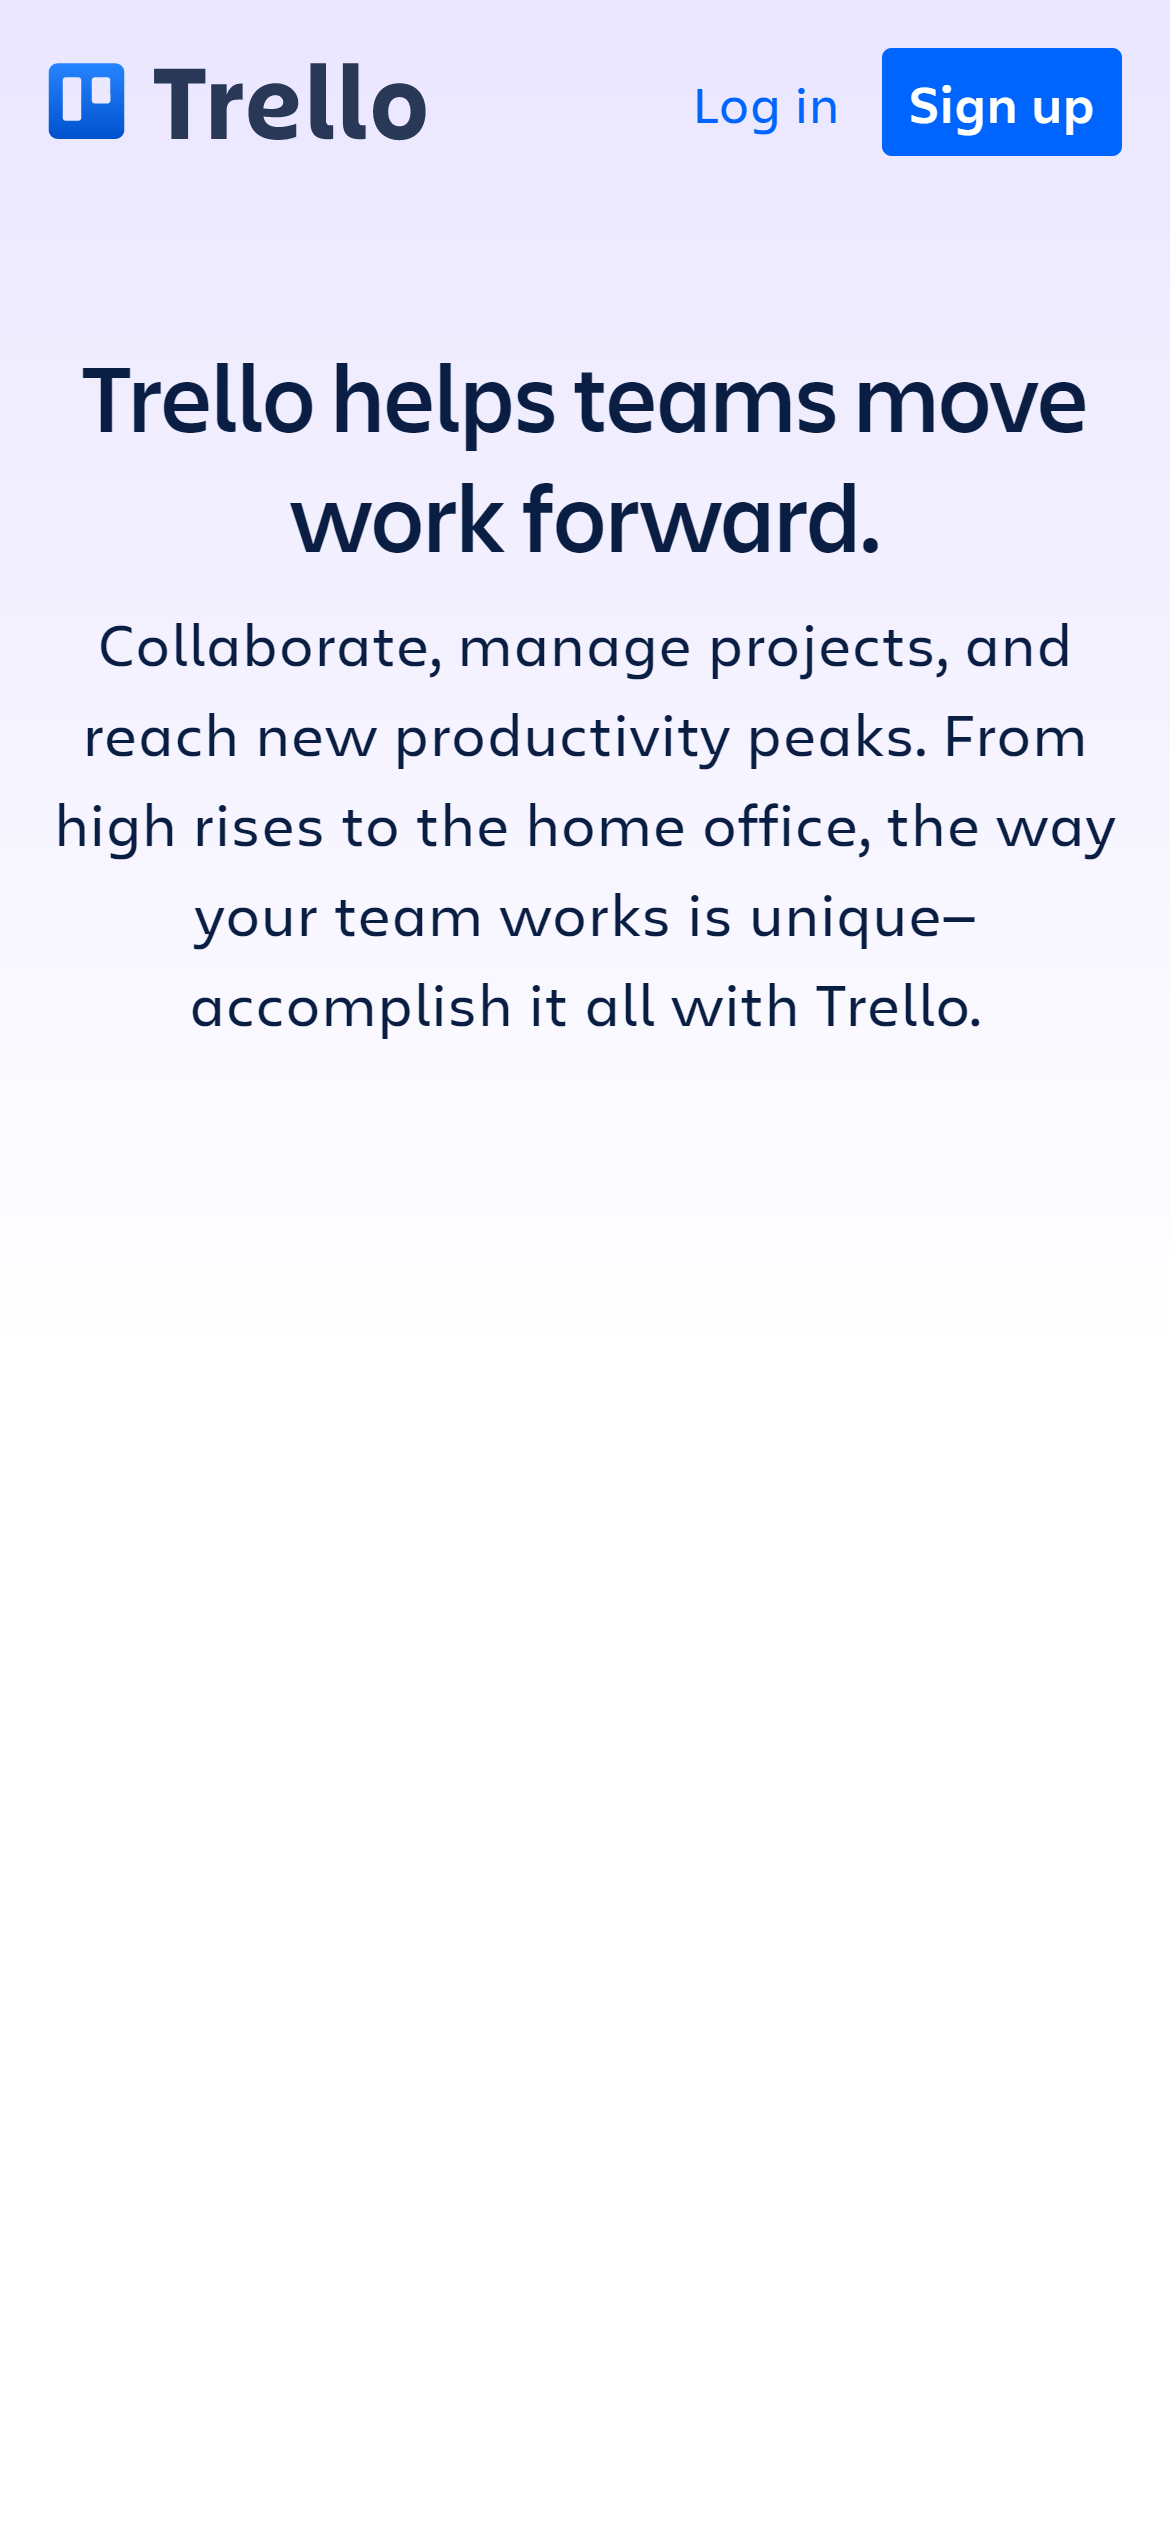 Trello
Log in
Sign up
Trello helps teams move
work forward.
Collaborate, manage projects, and
reach new productivity peaks. From
high rises to the home office, the way
your team works is unique—
accomplish it all with Trello.